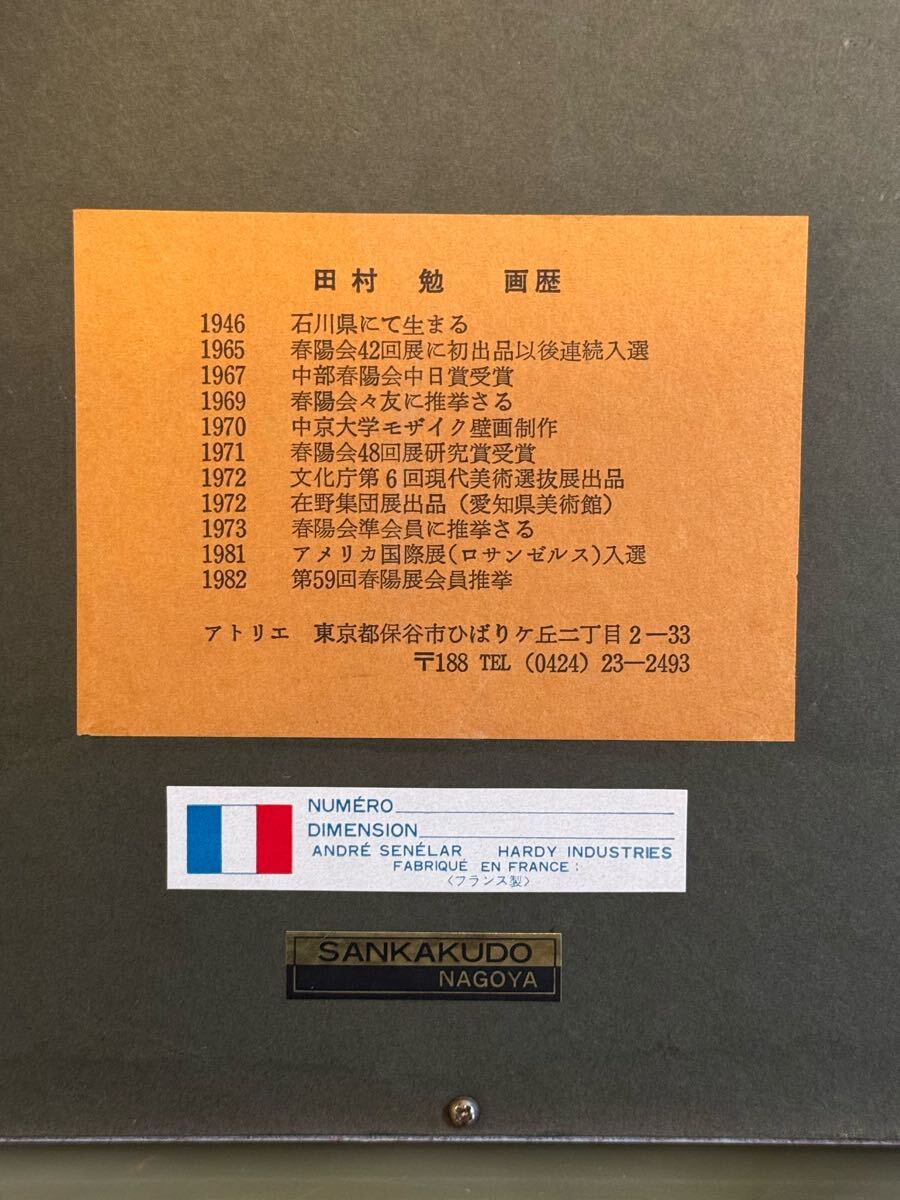 田村 勉 画歴
1946 石川県にて生まる
1965 春陽会42回展に初出品以後連続入選
1967 中部春陽会中日賞受賞
1969 春陽会々友に推挙さる
1970 中京大学モザイク壁画制作
1971 春陽会48回展研究賞受賞
1972 文化庁第6回現代美術選抜展出品
1972 在野集団展出品(愛知県美術館)
1973 春陽会準会員に推挙さる
1981 アメリカ国際展(ロサンゼルス)入選
1982 第59回春陽展会員推挙
アトリエ 東京都保谷市ひばりケ丘二丁目2―33
〒188 TEL (0424) 23―2493
NUMÉRO
DIMENSION
ANDRÉ SENÉLAR HARDY INDUSTRIES
FABRIQUÉ EN FRANCE:
〈フランス製〉
SANKAKUDO
NAGOYA